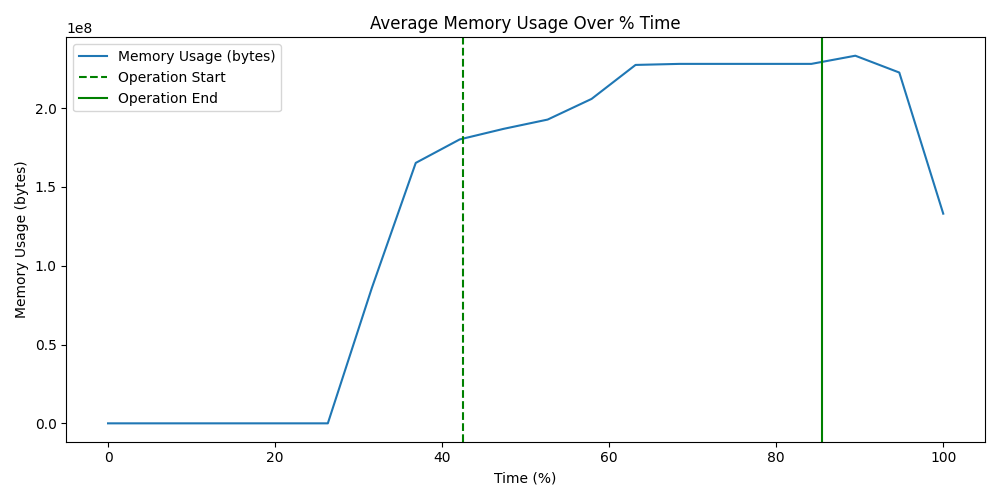 Average Memory Usage Over % Time
1e8
Memory Usage (bytes)
Operation Start
Operation End
2.0
1.5
1.0
0.5
0.0
Memory Usage (bytes)
0 20 40 60 80 100
Time (%)